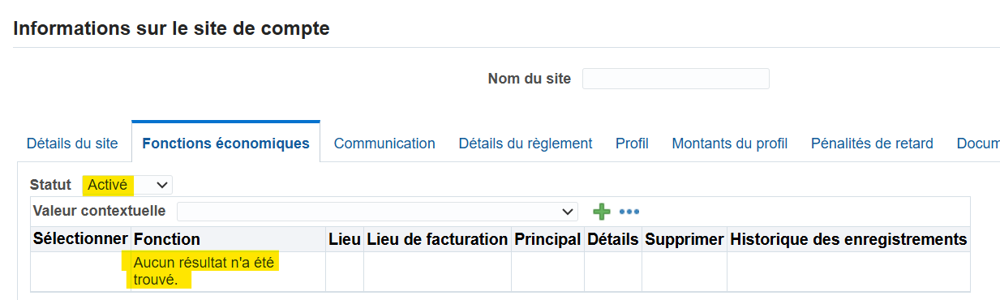 Informations sur le site de compte
Nom du site
Détails du site Fonctions économiques Communication Détails du règlement Profil Montants du profil Pénalités de retard Docum
Statut Activé
Valeur contextuelle
Sélectionner Fonction Lieu Lieu de facturation Principal Détails Supprimer Historique des enregistrements
Aucun résultat n'a été
trouvé.